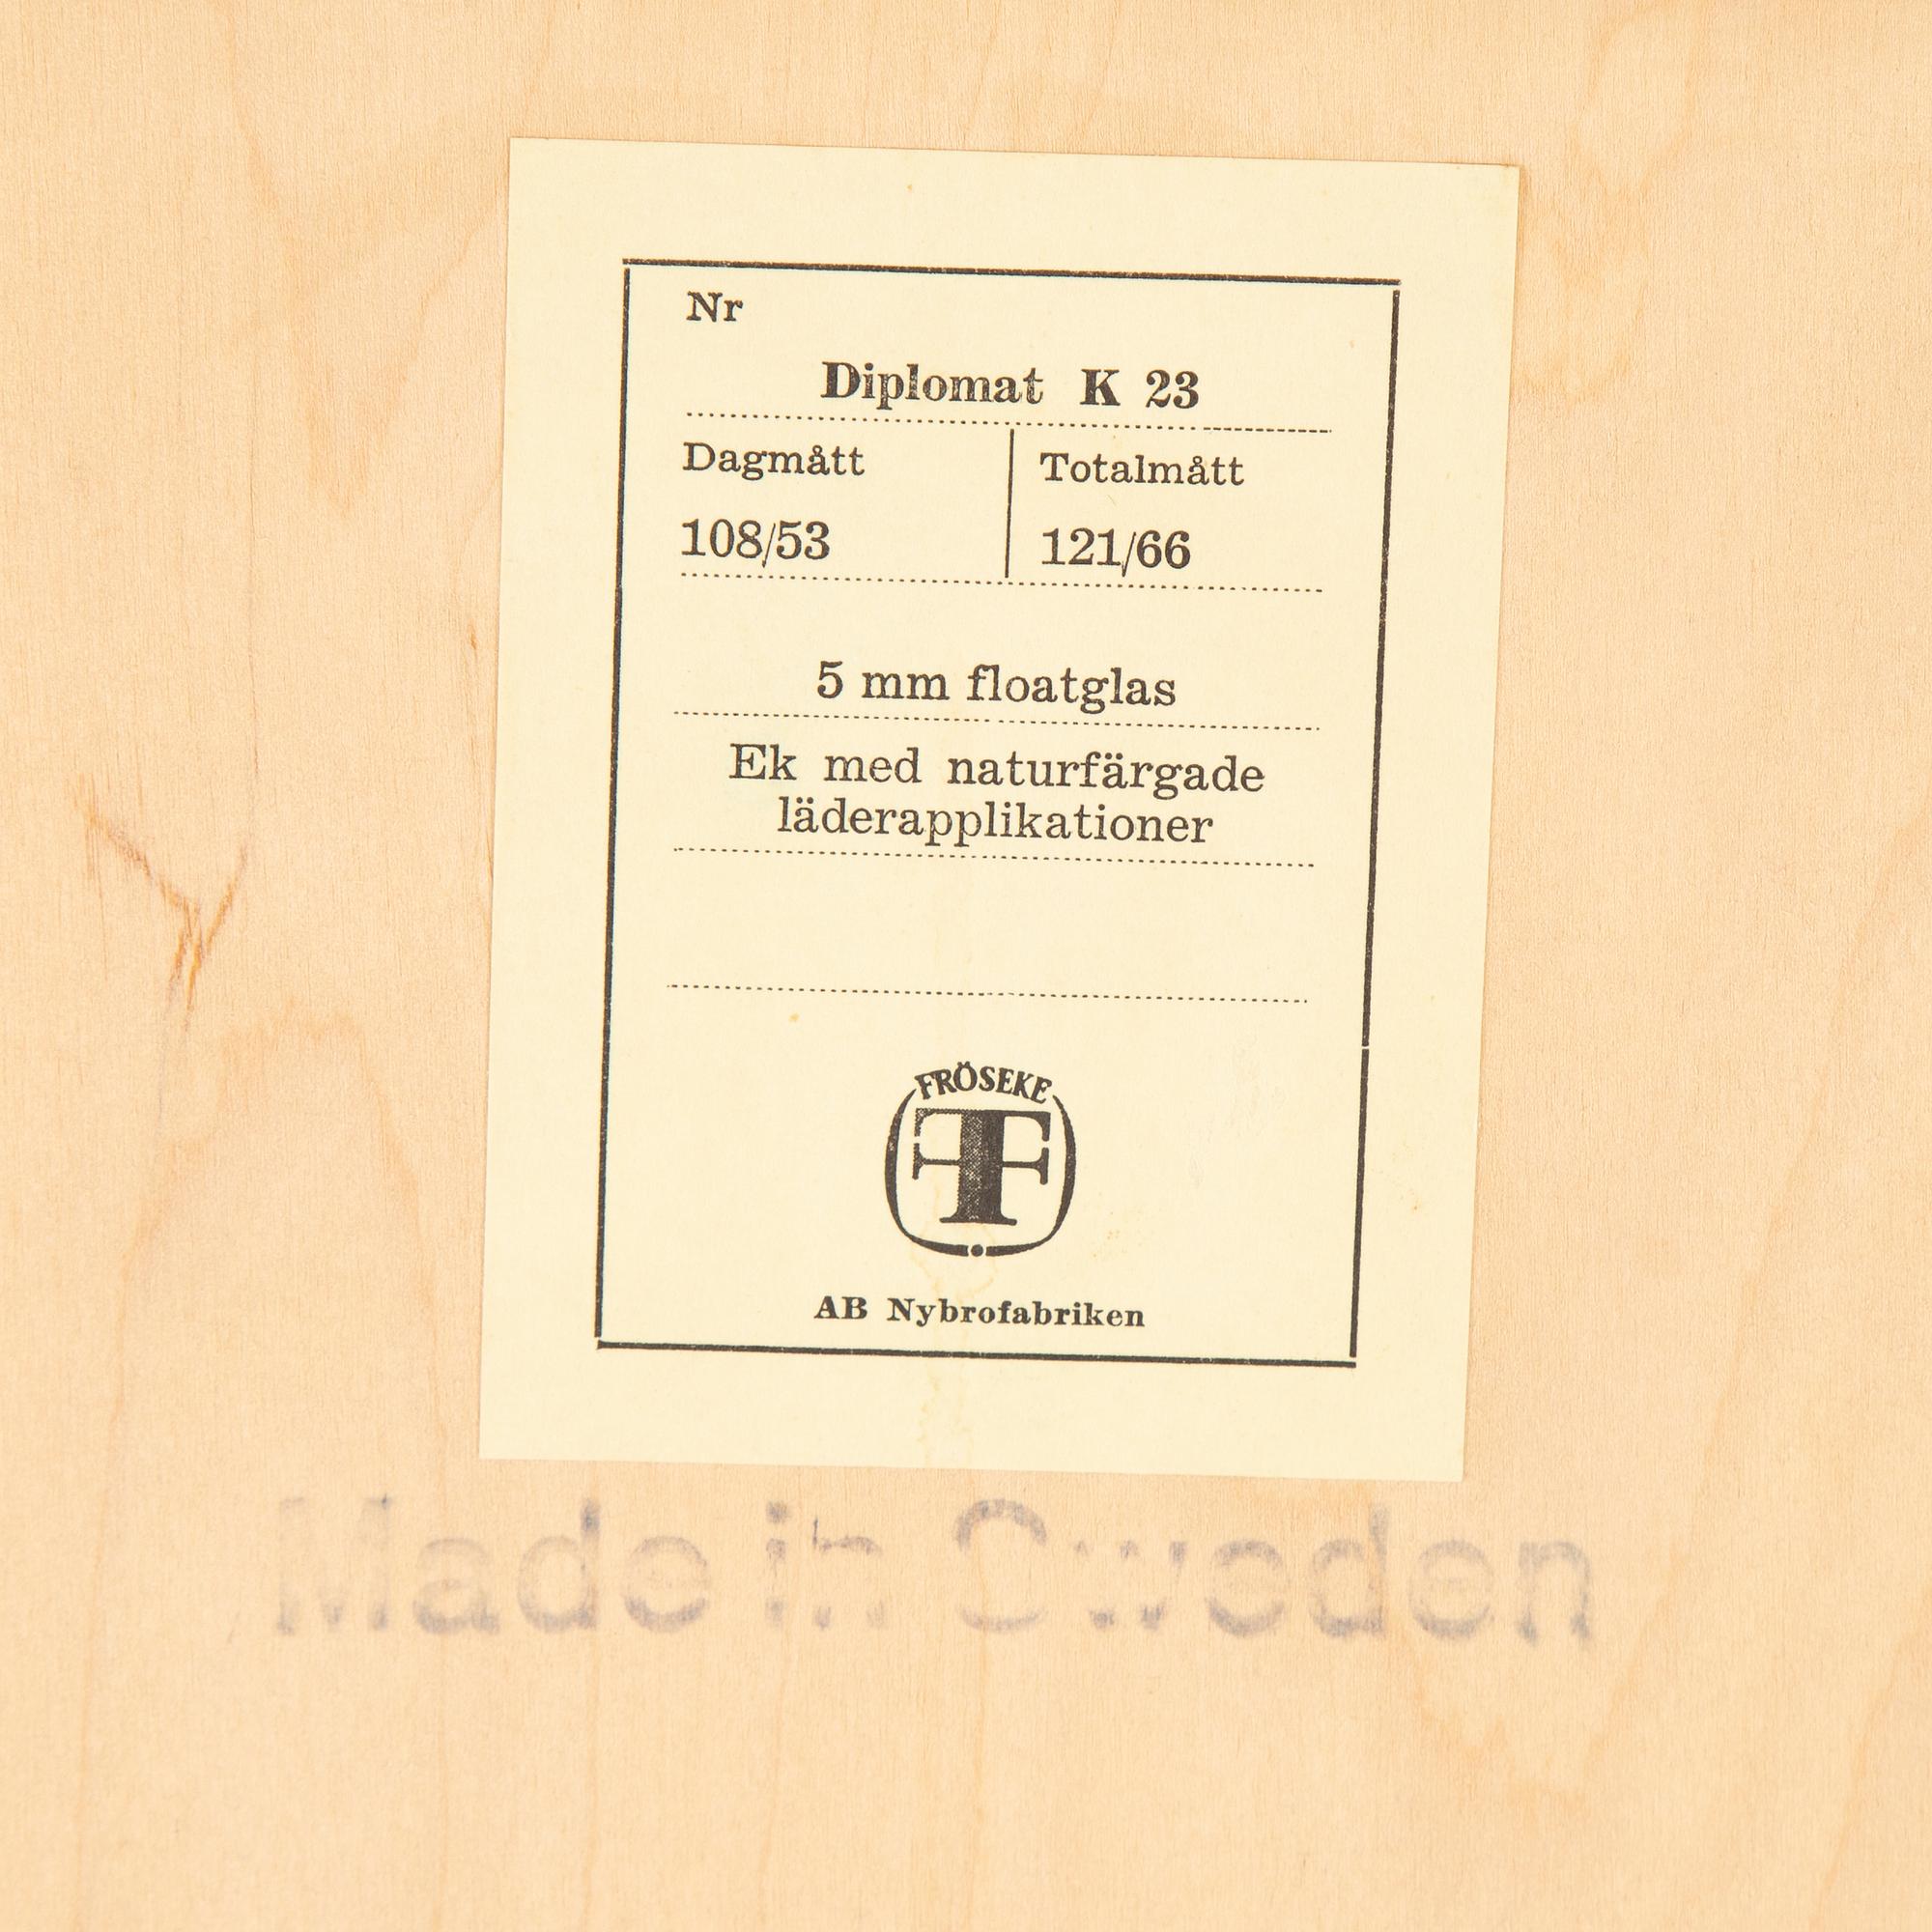 Nr
Diplomat K 23
Dagmått Totalmått
108/53 121/66
5 mm floatglas
Ek med naturfärgade
läderapplikationer
FRÖSEKE
F
AB Nybrofabriken
Made in Sweden